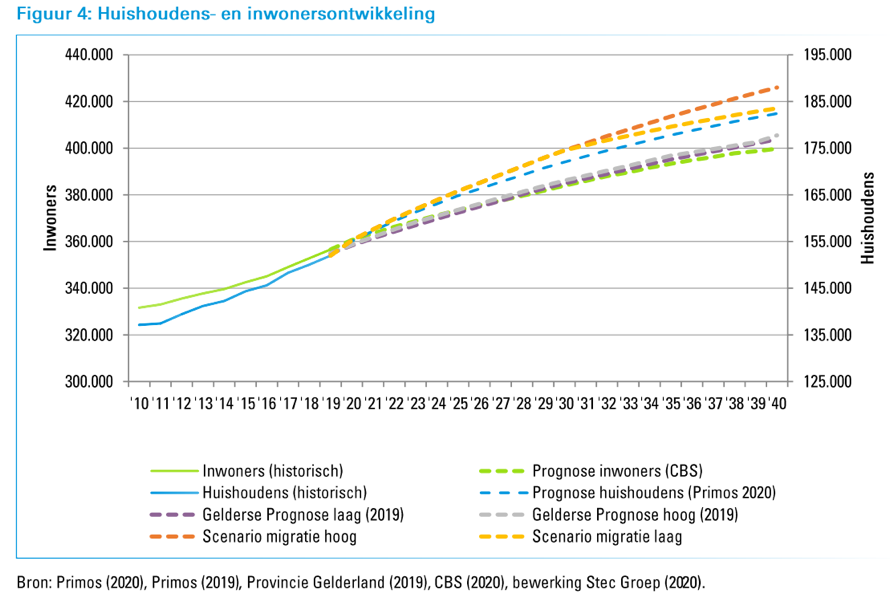 Figuur 4: Huishoudens- en inwonersontwikkeling
440.000
420.000
400.000
380.000
360.000
340.000
320.000
300.000
Inwoners
195.000
185.000
175.000
165.000
155.000
145.000
135.000
125.000
Huishoudens
'10 '11 '12 '13 '14 '15 '16 '17 '18 '19 '20 '21 '22 '23 '24 '25 '26 '27 '28 '29 '30 '31 '32 '33 '34 '35 '36 '37 '38 '39 '40
Inwoners (historisch)
Prognose inwoners (CBS)
Huishoudens (historisch)
Prognose huishoudens (Primos 2020)
Gelderse Prognose laag (2019)
Gelderse Prognose hoog (2019)
Scenario migratie hoog
Scenario migratie laag
Bron: Primos (2020), Primos (2019), Provincie Gelderland (2019), CBS (2020), bewerking Stec Groep (2020).